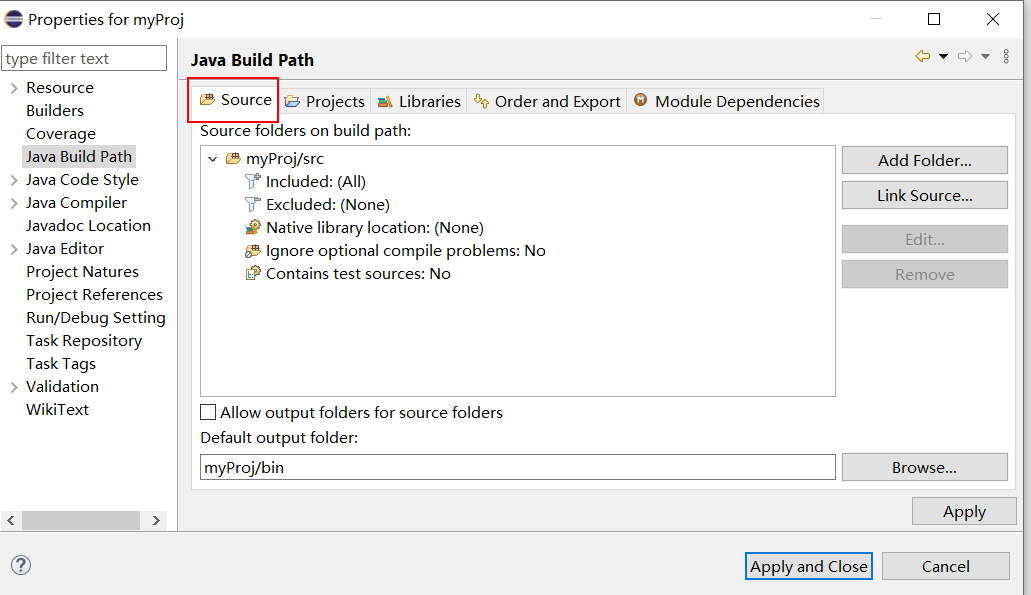 Properties for myProj
type filter text
Resource
Builders
Coverage
Java Build Path
Java Code Style
Java Compiler
Javadoc Location
Java Editor
Project Natures
Project References
Run/Debug Setting
Task Repository
Task Tags
Validation
WikiText
Java Build Path
Source Projects Libraries Order and Export Module Dependencies
Source folders on build path:
myProj/src
Included: (All)
Excluded: (None)
Native library location: (None)
Ignore optional compile problems: No
Contains test sources: No
Add Folder...
Link Source...
Edit...
Remove
Allow output folders for source folders
Default output folder:
myProj/bin
Browse...
Apply
Apply and Close Cancel